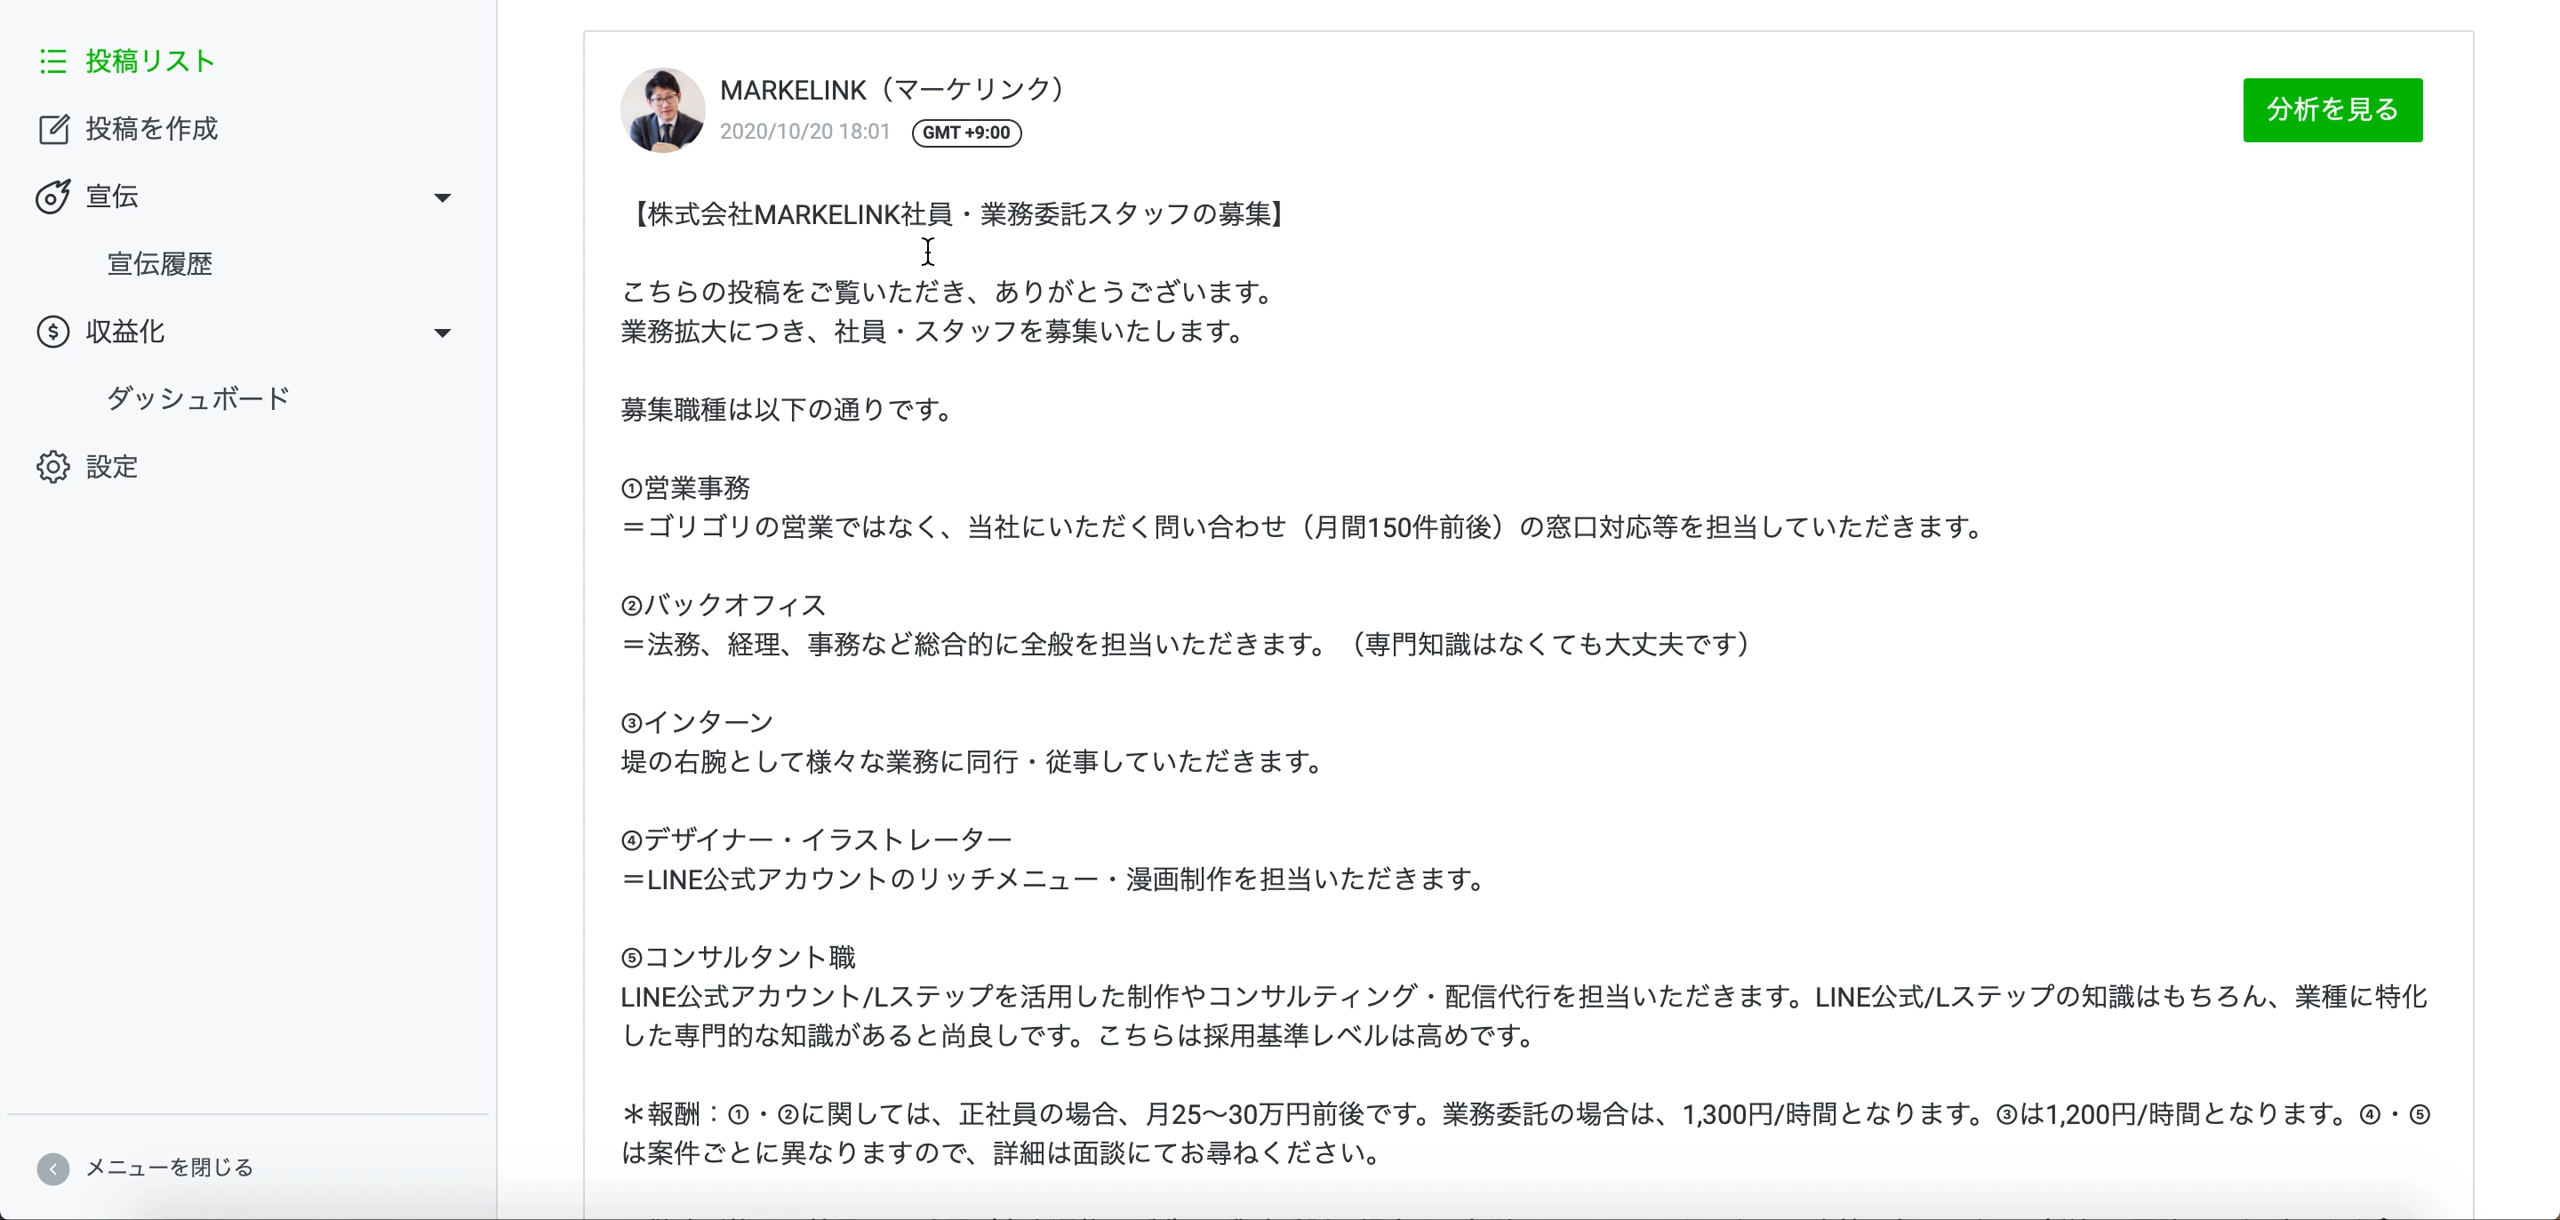 投稿リスト
投稿を作成
宣伝
宣伝履歴
収益化
ダッシュボード
設定
メニューを閉じる
MARKELINK（マーケリンク）
2020/10/20 18:01 GMT +9:00
分析を見る
【株式会社MARKELINK社員・業務委託スタッフの募集】
こちらの投稿をご覧いただき、ありがとうございます。
業務拡大につき、社員・スタッフを募集いたします。
募集職種は以下の通りです。
①営業事務
＝ゴリゴリの営業ではなく、当社にいただく問い合わせ（月間150件前後）の窓口対応等を担当していただきます。
②バックオフィス
＝法務、経理、事務など総合的に全般を担当いただきます。（専門知識はなくても大丈夫です）
③インターン
堤の右腕として様々な業務に同行・従事していただきます。
④デザイナー・イラストレーター
＝LINE公式アカウントのリッチメニュー・漫画制作を担当いただきます。
⑤コンサルタント職
LINE公式アカウント/Lステップを活用した制作やコンサルティング・配信代行を担当いただきます。LINE公式/Lステップの知識はもちろん、業種に特化
した専門的な知識があると尚良しです。こちらは採用基準レベルは高めです。
＊報酬：①・②に関しては、正社員の場合、月25〜30万円前後です。業務委託の場合は、1,300円/時間となります。③は1,200円/時間となります。④・⑤
は案件ごとに異なりますので、詳細は面談にてお尋ねください。